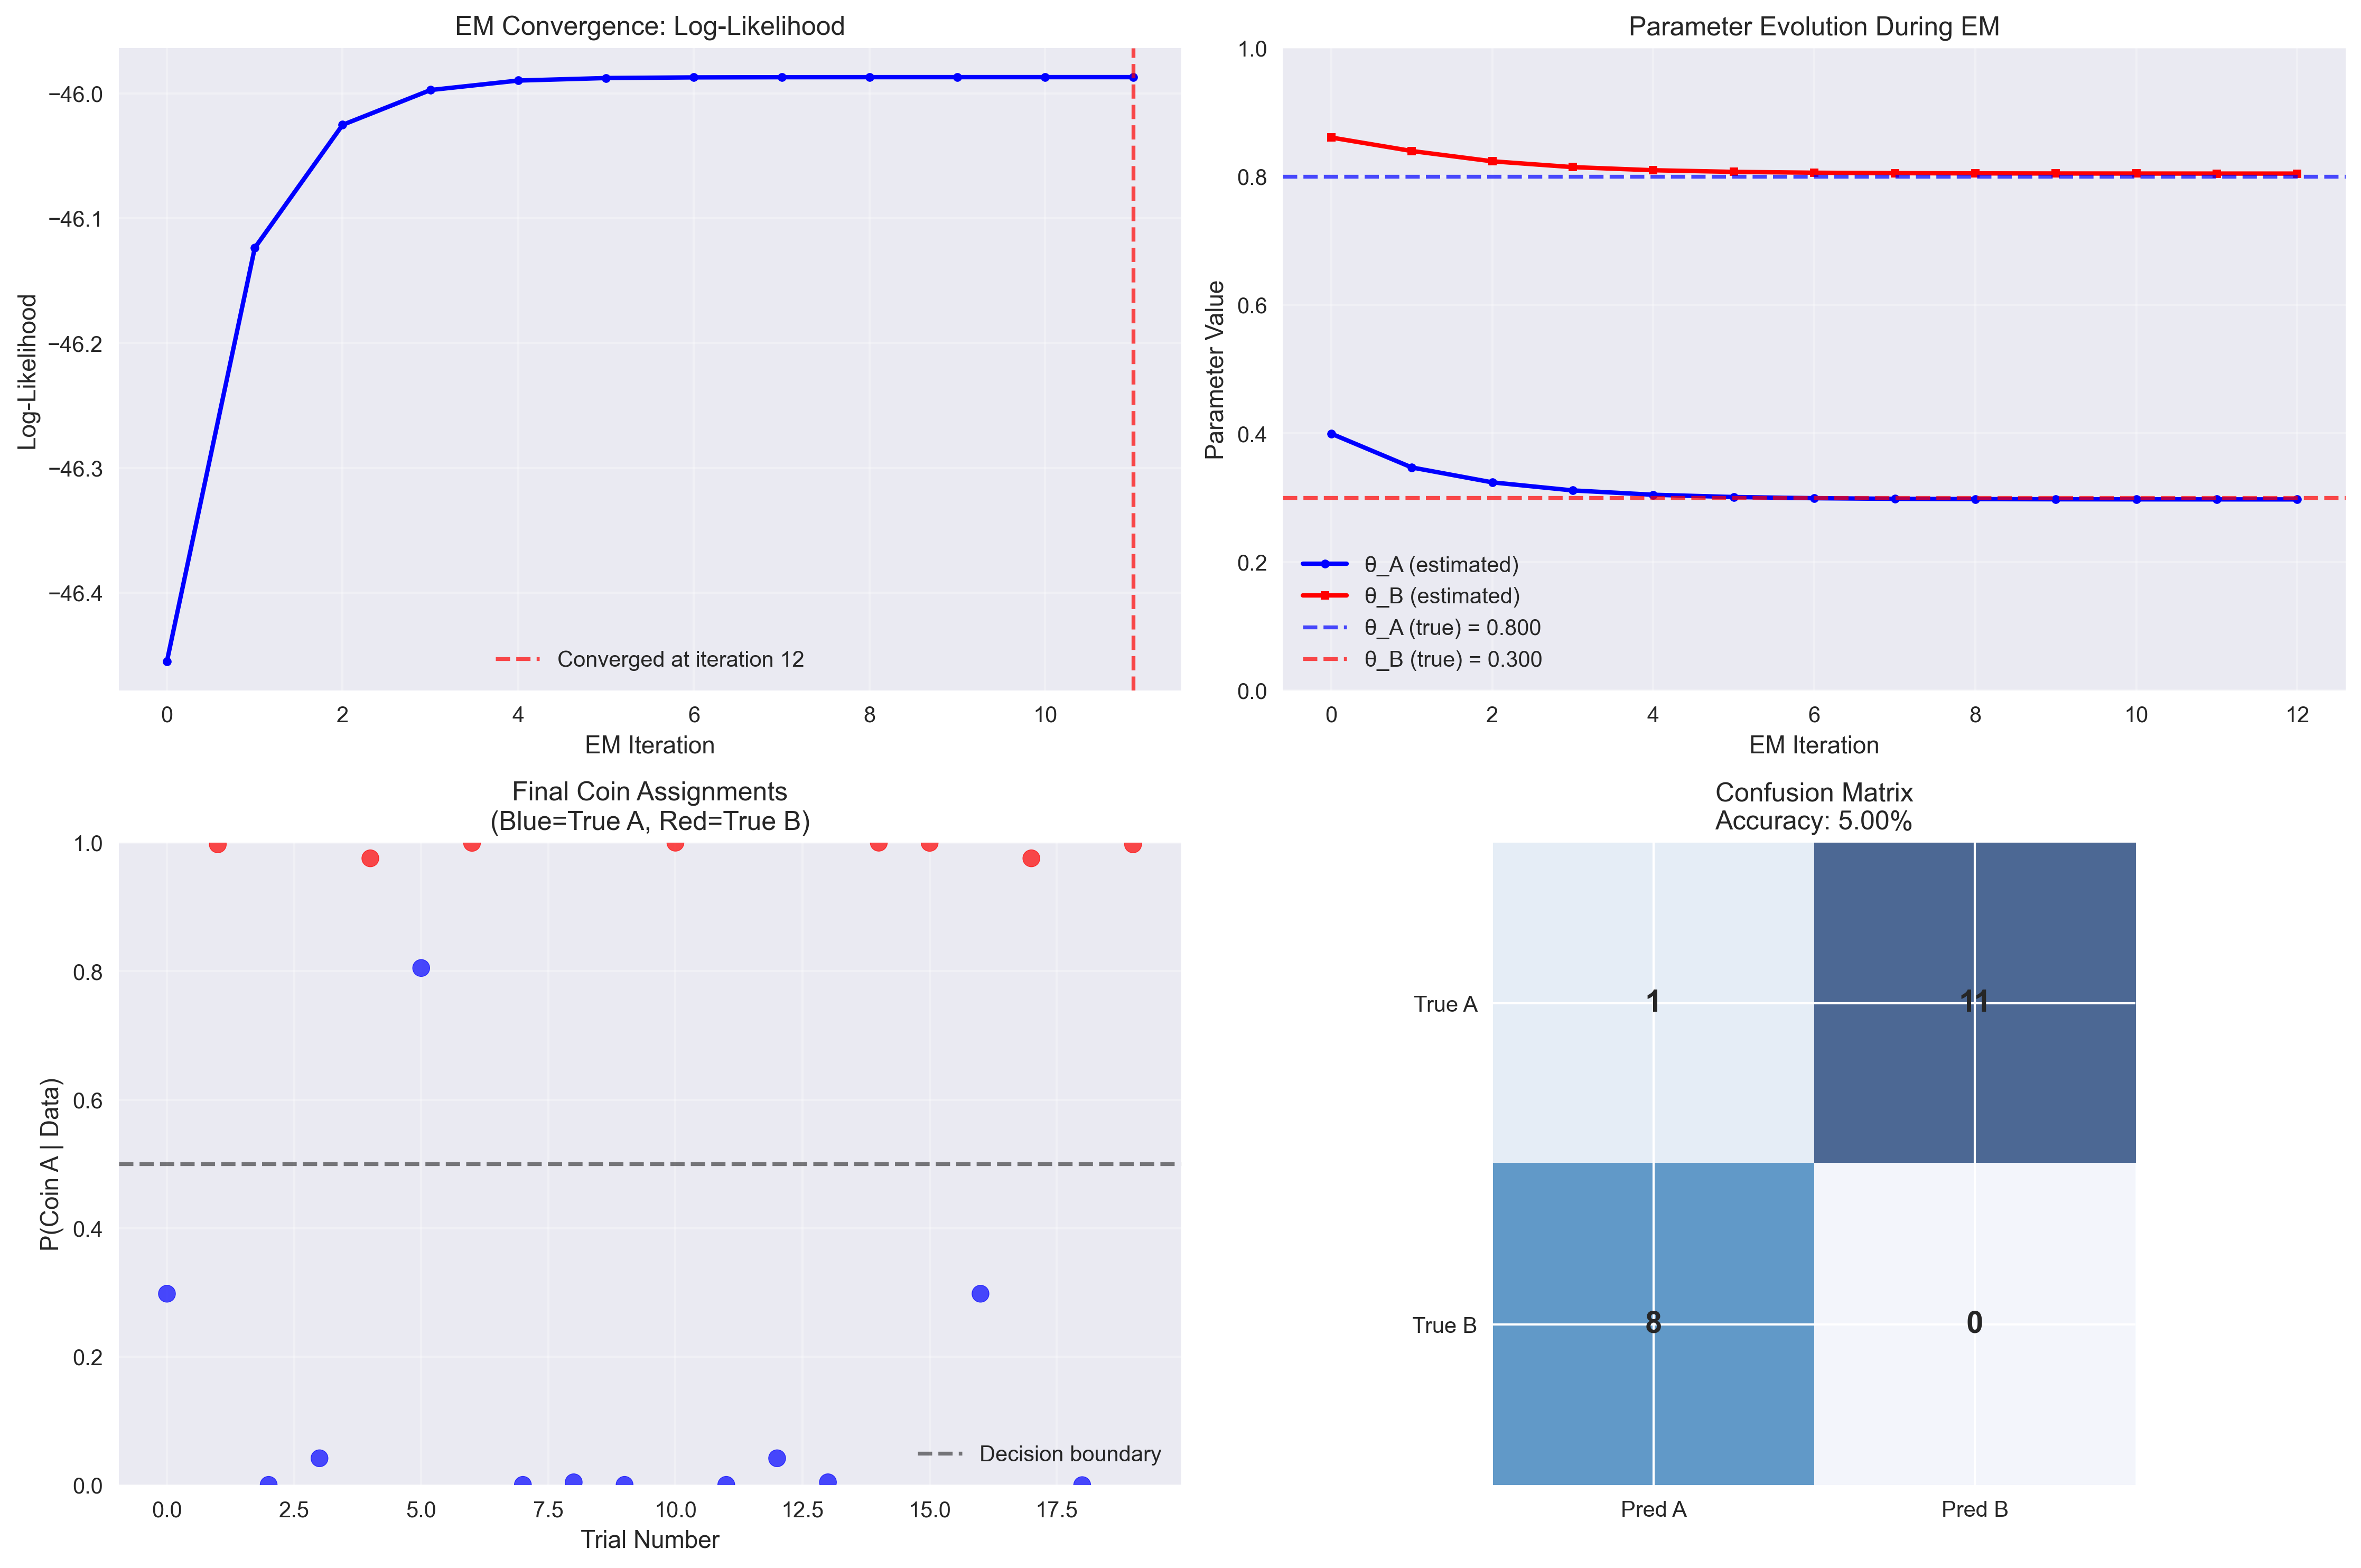 EM Convergence: Log-Likelihood
Log-Likelihood
−46.0
−46.1
−46.2
−46.3
−46.4
Converged at iteration 12
0 2 4 6 8 10
EM Iteration
Parameter Evolution During EM
Parameter Value
1.0
0.8
0.6
0.4
0.2
0.0
θ_A (estimated)
θ_B (estimated)
θ_A (true) = 0.800
θ_B (true) = 0.300
0 2 4 6 8 10 12
EM Iteration
Final Coin Assignments
(Blue=True A, Red=True B)
P(Coin A | Data)
1.0
0.8
0.6
0.4
0.2
0.0
Decision boundary
0.0 2.5 5.0 7.5 10.0 12.5 15.0 17.5
Trial Number
Confusion Matrix
Accuracy: 5.00%
True A 1 11
True B 8 0
Pred A Pred B